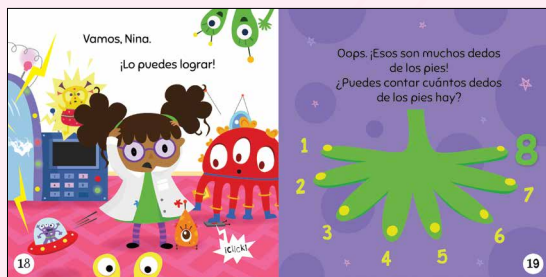 Vamos, Nina.
¡Lo puedes lograr!
¡Click!
18
Oops. ¡Esos son muchos dedos
de los pies!
¿Puedes contar cuántos dedos
de los pies hay?
1
2
3
4
5
6
7
8
19